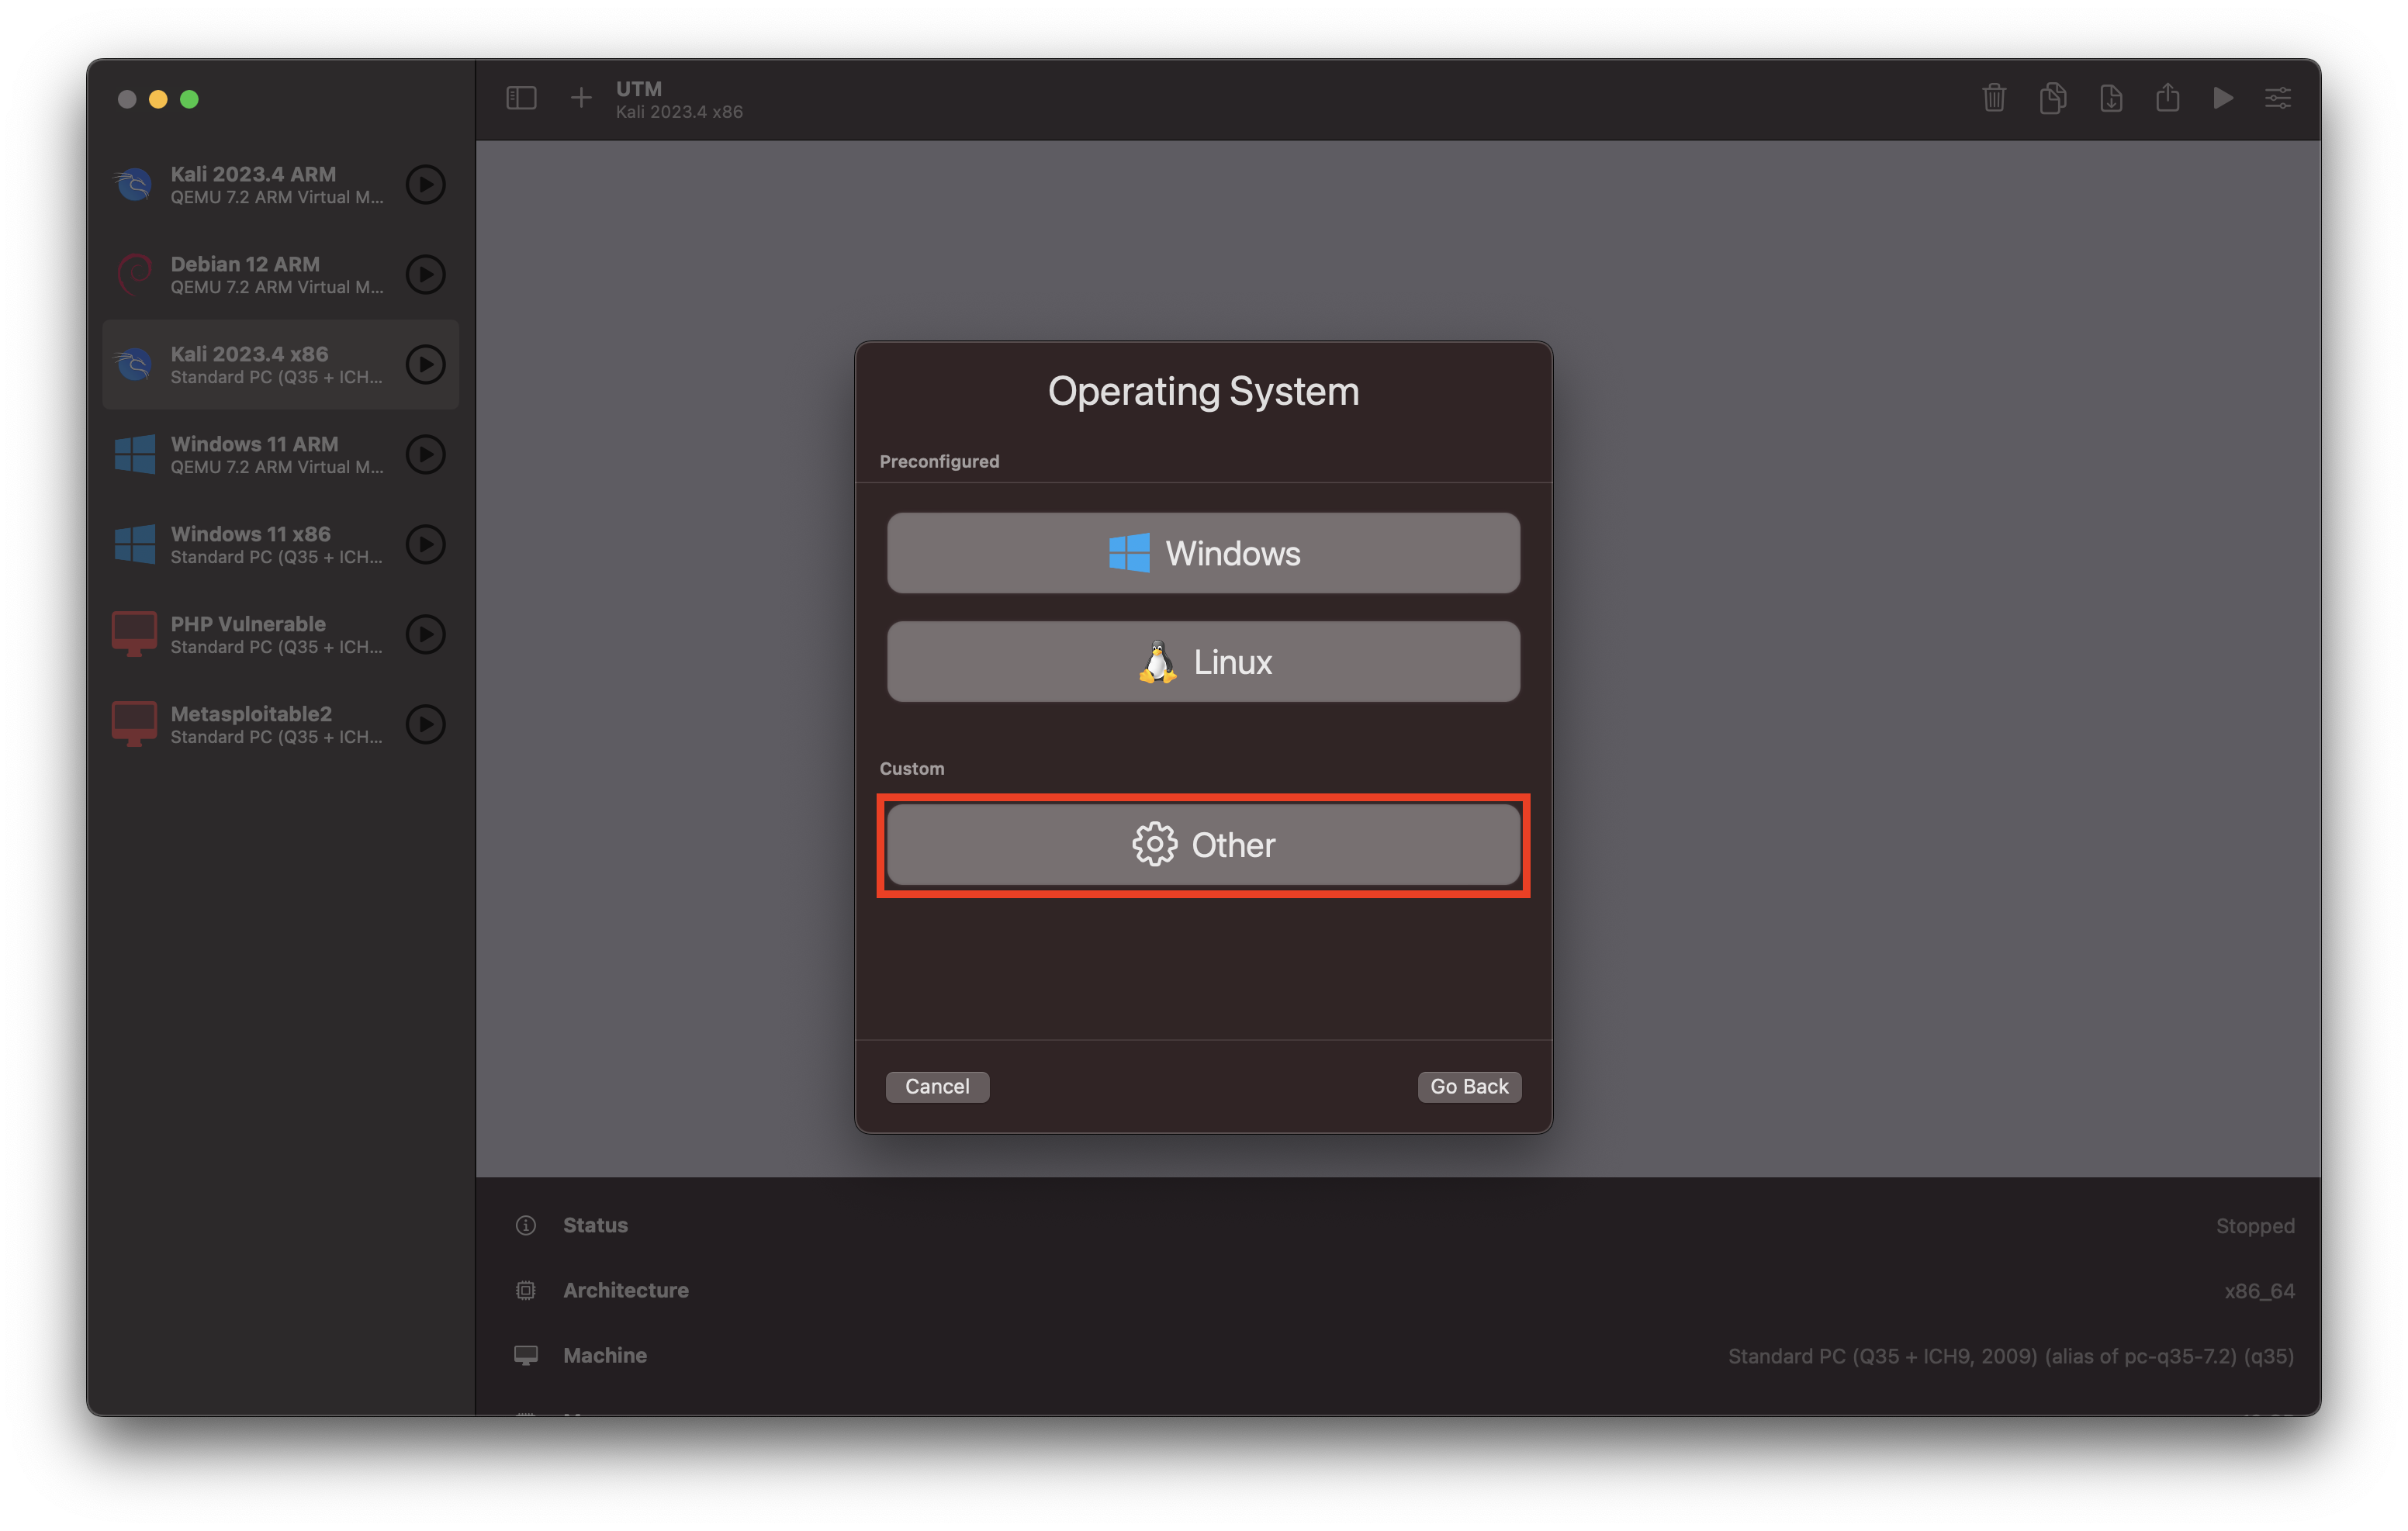 UTM
Kali 2023.4 x86
Kali 2023.4 ARM
QEMU 7.2 ARM Virtual M...
Debian 12 ARM
QEMU 7.2 ARM Virtual M...
Kali 2023.4 x86
Standard PC (Q35 + ICH...
Windows 11 ARM
QEMU 7.2 ARM Virtual M...
Windows 11 x86
Standard PC (Q35 + ICH...
PHP Vulnerable
Standard PC (Q35 + ICH...
Metasploitable2
Standard PC (Q35 + ICH...
Operating System
Preconfigured
Windows
Linux
Custom
Other
Cancel
Go Back
Status
Stopped
Architecture
x86_64
Machine
Standard PC (Q35 + ICH9, 2009) (alias of pc-q35-7.2) (q35)